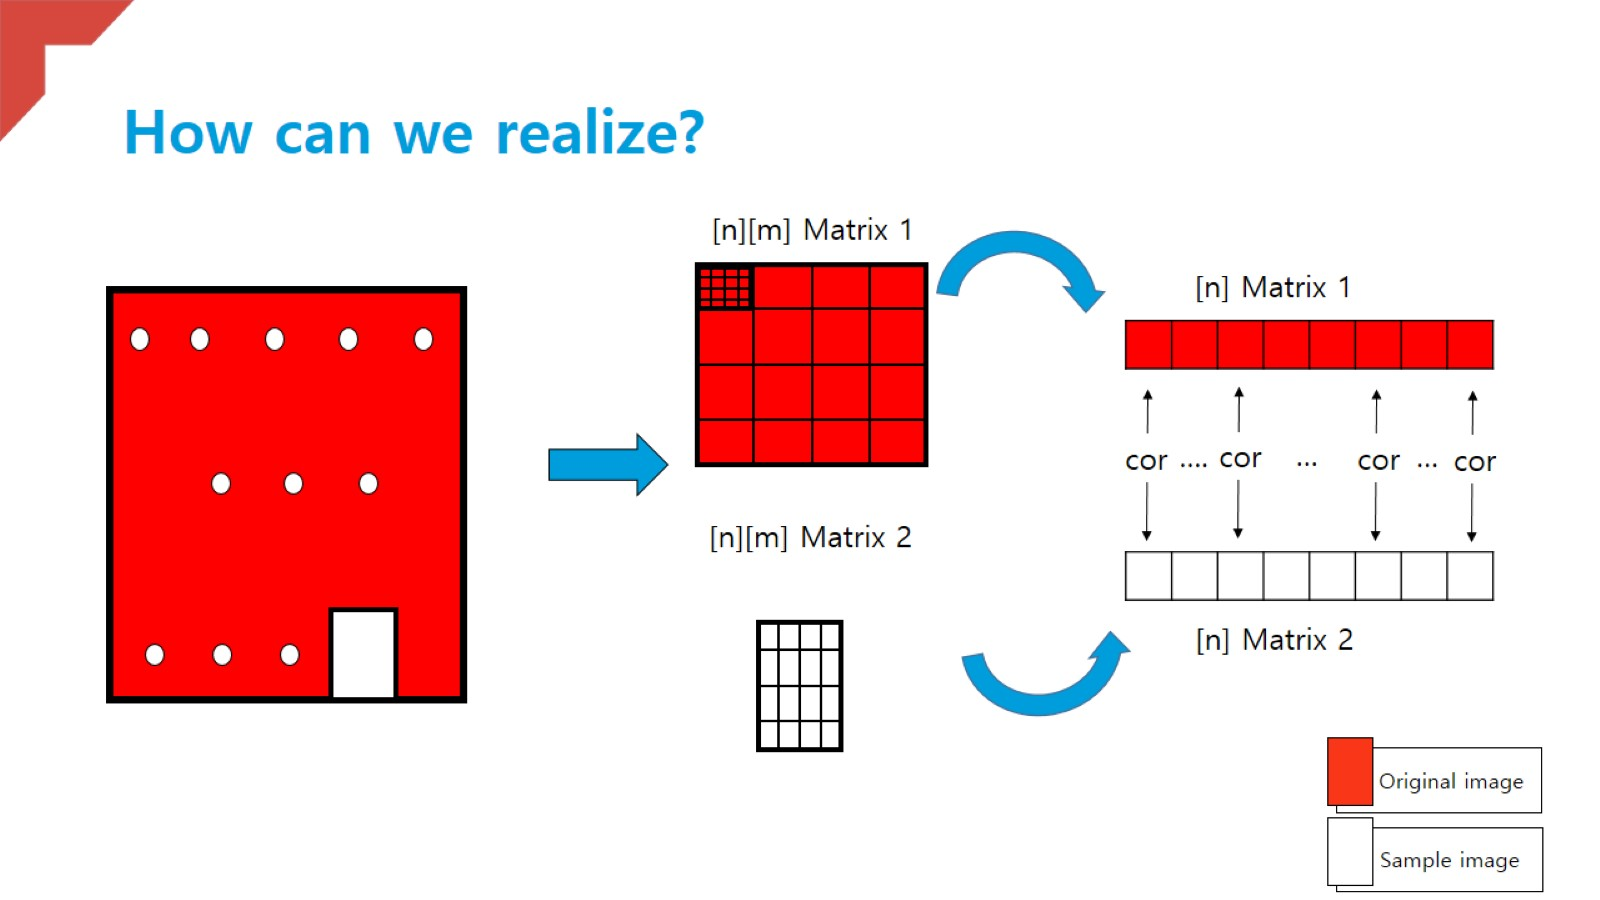 How can we realize?
[n][m] Matrix 1
[n] Matrix 1
cor .... cor ... cor ... cor
[n][m] Matrix 2
[n] Matrix 2
Original image
Sample image